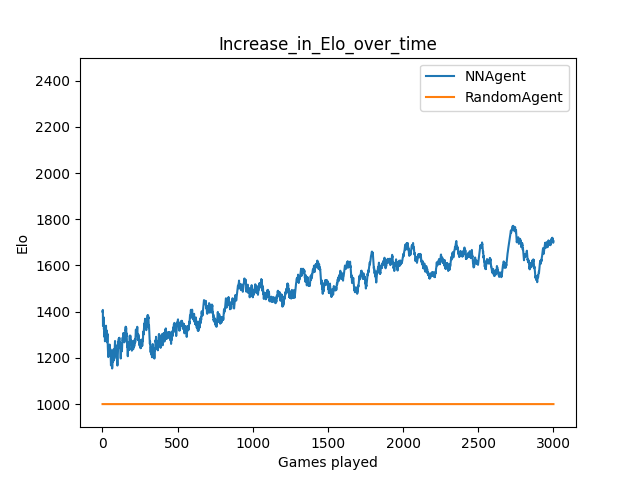 Increase_in_Elo_over_time
NNAgent
RandomAgent
Elo
2400
2200
2000
1800
1600
1400
1200
1000
0 500 1000 1500 2000 2500 3000
Games played